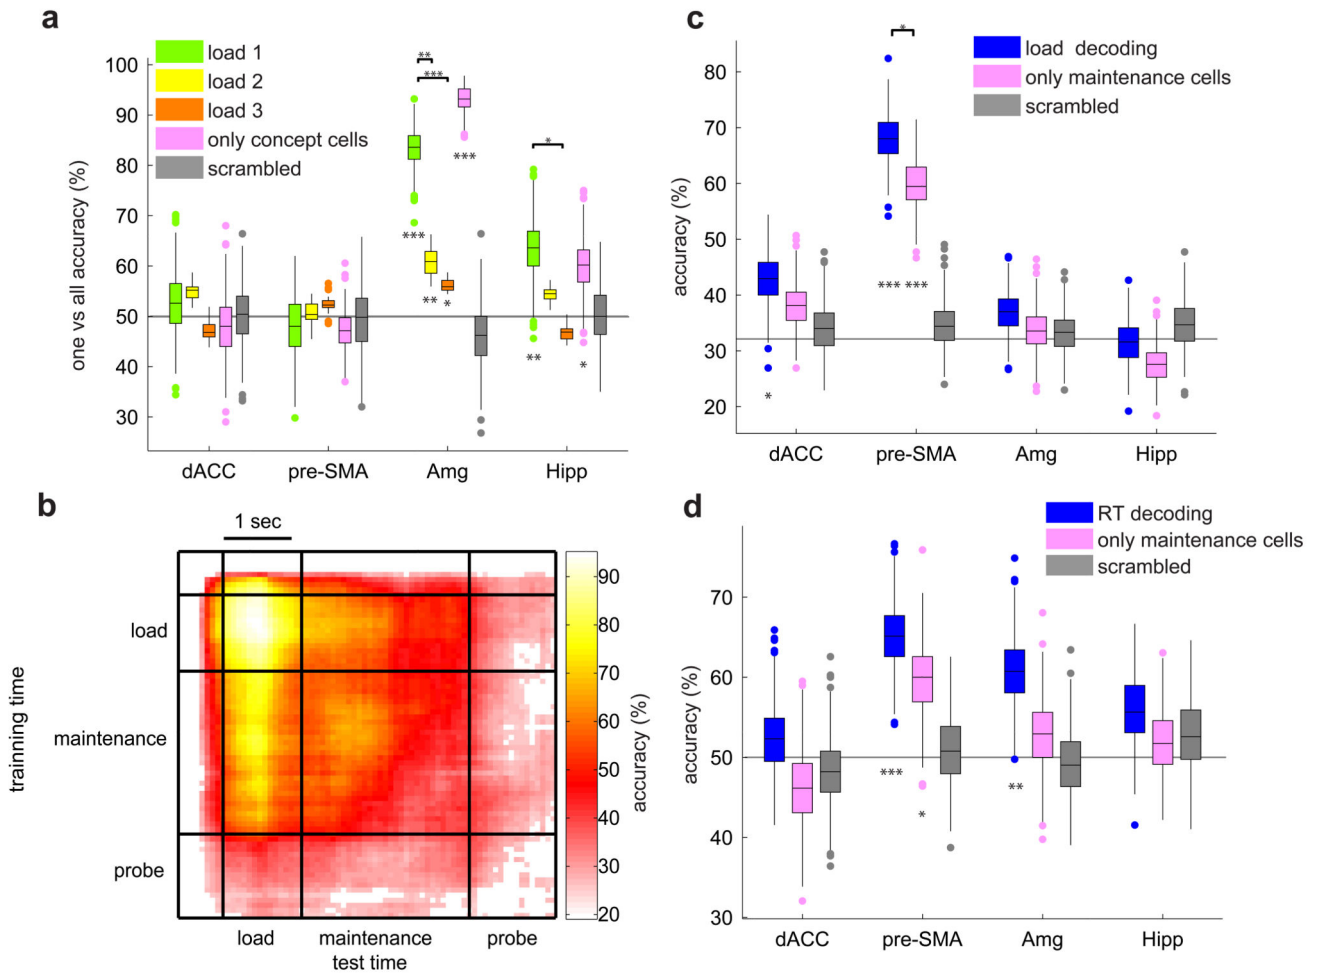 a
load 1
load 2
load 3
only concept cells
scrambled
one vs all accuracy (%)
100
90
80
70
60
50
40
30
**
***
***
***
**
*
*
**
*
dACC
pre-SMA
Amg
Hipp
b
1 sec
trainning time
load
maintenance
probe
load
maintenance
probe
test time
90
80
70
60
50
40
30
20
accuracy (%)
c
load decoding
only maintenance cells
scrambled
accuracy (%)
80
70
60
50
40
30
20
*
*
***
***
dACC
pre-SMA
Amg
Hipp
d
RT decoding
only maintenance cells
scrambled
accuracy (%)
70
60
50
40
30
***
*
**
dACC
pre-SMA
Amg
Hipp